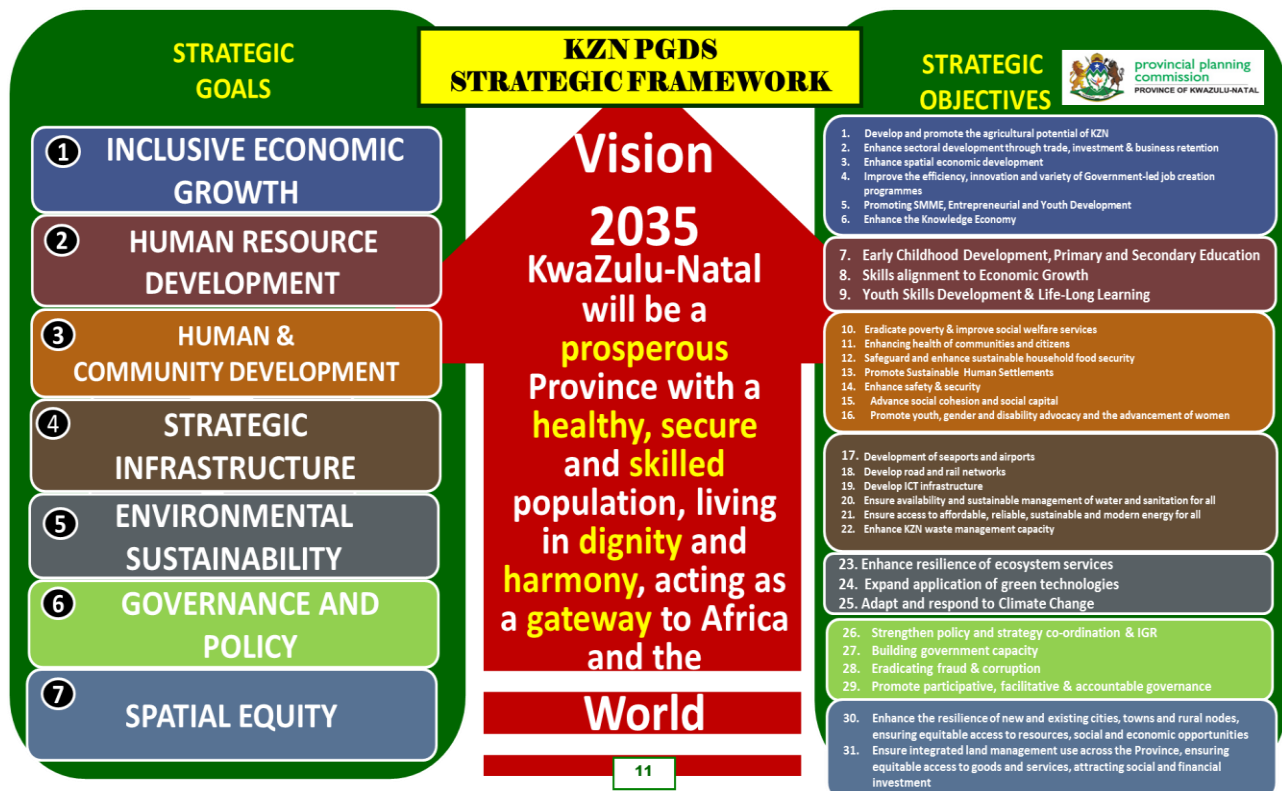 KZN PGDS
STRATEGIC FRAMEWORK
STRATEGIC
GOALS
1 INCLUSIVE ECONOMIC
GROWTH
2 HUMAN RESOURCE
DEVELOPMENT
3 HUMAN &
COMMUNITY DEVELOPMENT
4 STRATEGIC
INFRASTRUCTURE
5 ENVIRONMENTAL
SUSTAINABILITY
6 GOVERNANCE AND
POLICY
7 SPATIAL EQUITY
Vision
2035
KwaZulu-Natal
will be a
prosperous
Province with a
healthy, secure
and skilled
population, living
in dignity and
harmony, acting as
a gateway to Africa
and the
World
11
STRATEGIC
OBJECTIVES
provincial planning
commission
PROVINCE OF KWAZULU-NATAL
1. Develop and promote the agricultural potential of KZN
2. Enhance sectoral development through trade, investment & business retention
3. Enhance spatial economic development
4. Improve the efficiency, innovation and variety of Government-led job creation
programmes
5. Promoting SMME, Entrepreneurial and Youth Development
6. Enhance the Knowledge Economy
7. Early Childhood Development, Primary and Secondary Education
8. Skills alignment to Economic Growth
9. Youth Skills Development & Life-Long Learning
10. Eradicate poverty & improve social welfare services
11. Enhancing health of communities and citizens
12. Safeguard and enhance sustainable household food security
13. Promote Sustainable Human Settlements
14. Enhance safety & security
15. Advance social cohesion and social capital
16. Promote youth, gender and disability advocacy and the advancement of women
17. Development of seaports and airports
18. Develop road and rail networks
19. Develop ICT infrastructure
20. Ensure availability and sustainable management of water and sanitation for all
21. Ensure access to affordable, reliable, sustainable and modern energy for all
22. Enhance KZN waste management capacity
23. Enhance resilience of ecosystem services
24. Expand application of green technologies
25. Adapt and respond to Climate Change
26. Strengthen policy and strategy co-ordination & IGR
27. Building government capacity
28. Eradicating fraud & corruption
29. Promote participative, facilitative & accountable governance
30. Enhance the resilience of new and existing cities, towns and rural nodes,
ensuring equitable access to resources, social and economic opportunities
31. Ensure integrated land management use across the Province, ensuring
equitable access to goods and services, attracting social and financial
investment